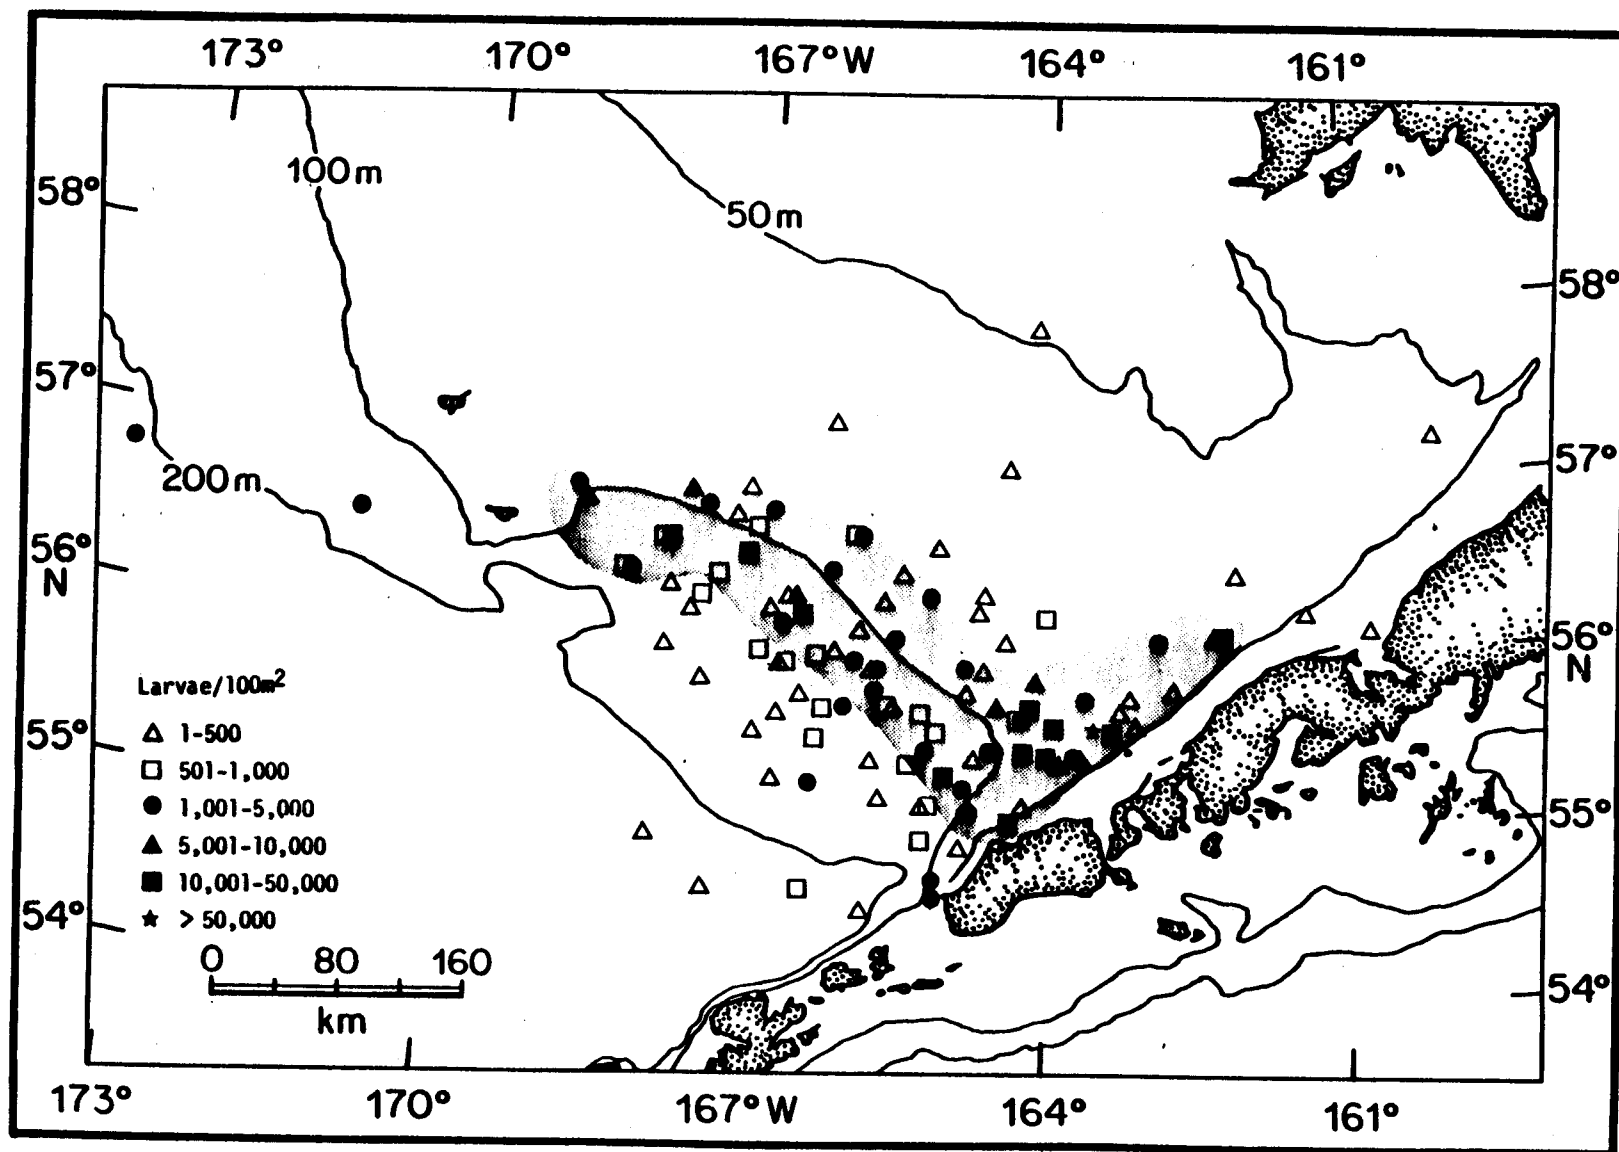 173° 170° 167°W 164° 161°
100m
50m
58°
58°
57°
57°
200m
56°
N
56°
N
Larvae/100m²
△ 1-500
□ 501-1,000
● 1,001-5,000
▲ 5,001-10,000
■ 10,001-50,000
★ > 50,000
55°
55°
54°
54°
0 80 160
km
173° 170° 167°W 164° 161°